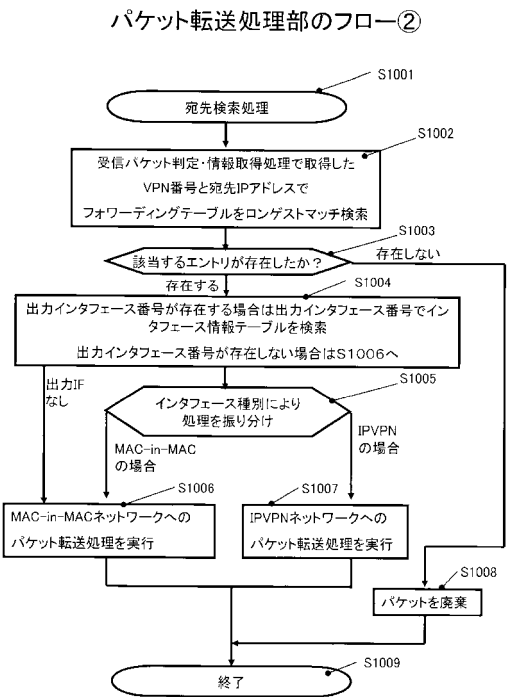 パケット転送処理部のフロー②
S1001
宛先検索処理
S1002
受信パケット判定・情報取得処理で取得した
VPN番号と宛先IPアドレスで
フォワーディングテーブルをロンゲストマッチ検索
S1003
該当するエントリが存在したか？
存在しない
存在する
S1004
出力インタフェース番号が存在する場合は出力インタフェース番号でイン
タフェース情報テーブルを検索
出力インタフェース番号が存在しない場合はS1006へ
出力IF
なし
S1005
インタフェース種別により
処理を振り分け
MAC-in-MAC
の場合
IPVPN
の場合
S1006
MAC-in-MACネットワークへの
パケット転送処理を実行
S1007
IPVPNネットワークへの
パケット転送処理を実行
S1008
パケットを廃棄
S1009
終了